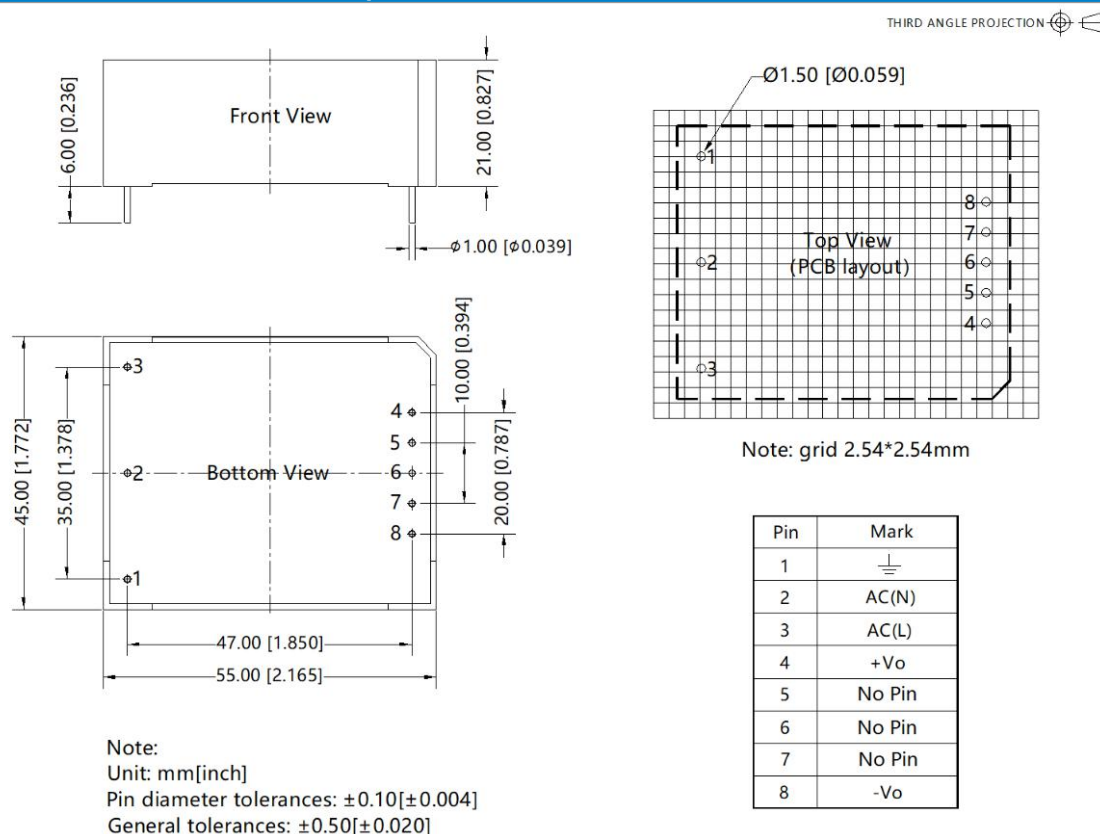 THIRD ANGLE PROJECTION
6.00 [0.236]
Front View
21.00 [0.827]
ϕ1.00 [ϕ0.039]
Ø1.50 [Ø0.059]
1
8
7
Top View
2
(PCB layout)
6
5
4
3
Note: grid 2.54*2.54mm
45.00 [1.772]
35.00 [1.378]
3
10.00 [0.394]
4
5
2
Bottom View
6
20.00 [0.787]
7
8
1
47.00 [1.850]
55.00 [2.165]
Pin Mark
1 ⏚
2 AC(N)
3 AC(L)
4 +Vo
5 No Pin
6 No Pin
7 No Pin
8 -Vo
Note:
Unit: mm[inch]
Pin diameter tolerances: ±0.10[±0.004]
General tolerances: ±0.50[±0.020]